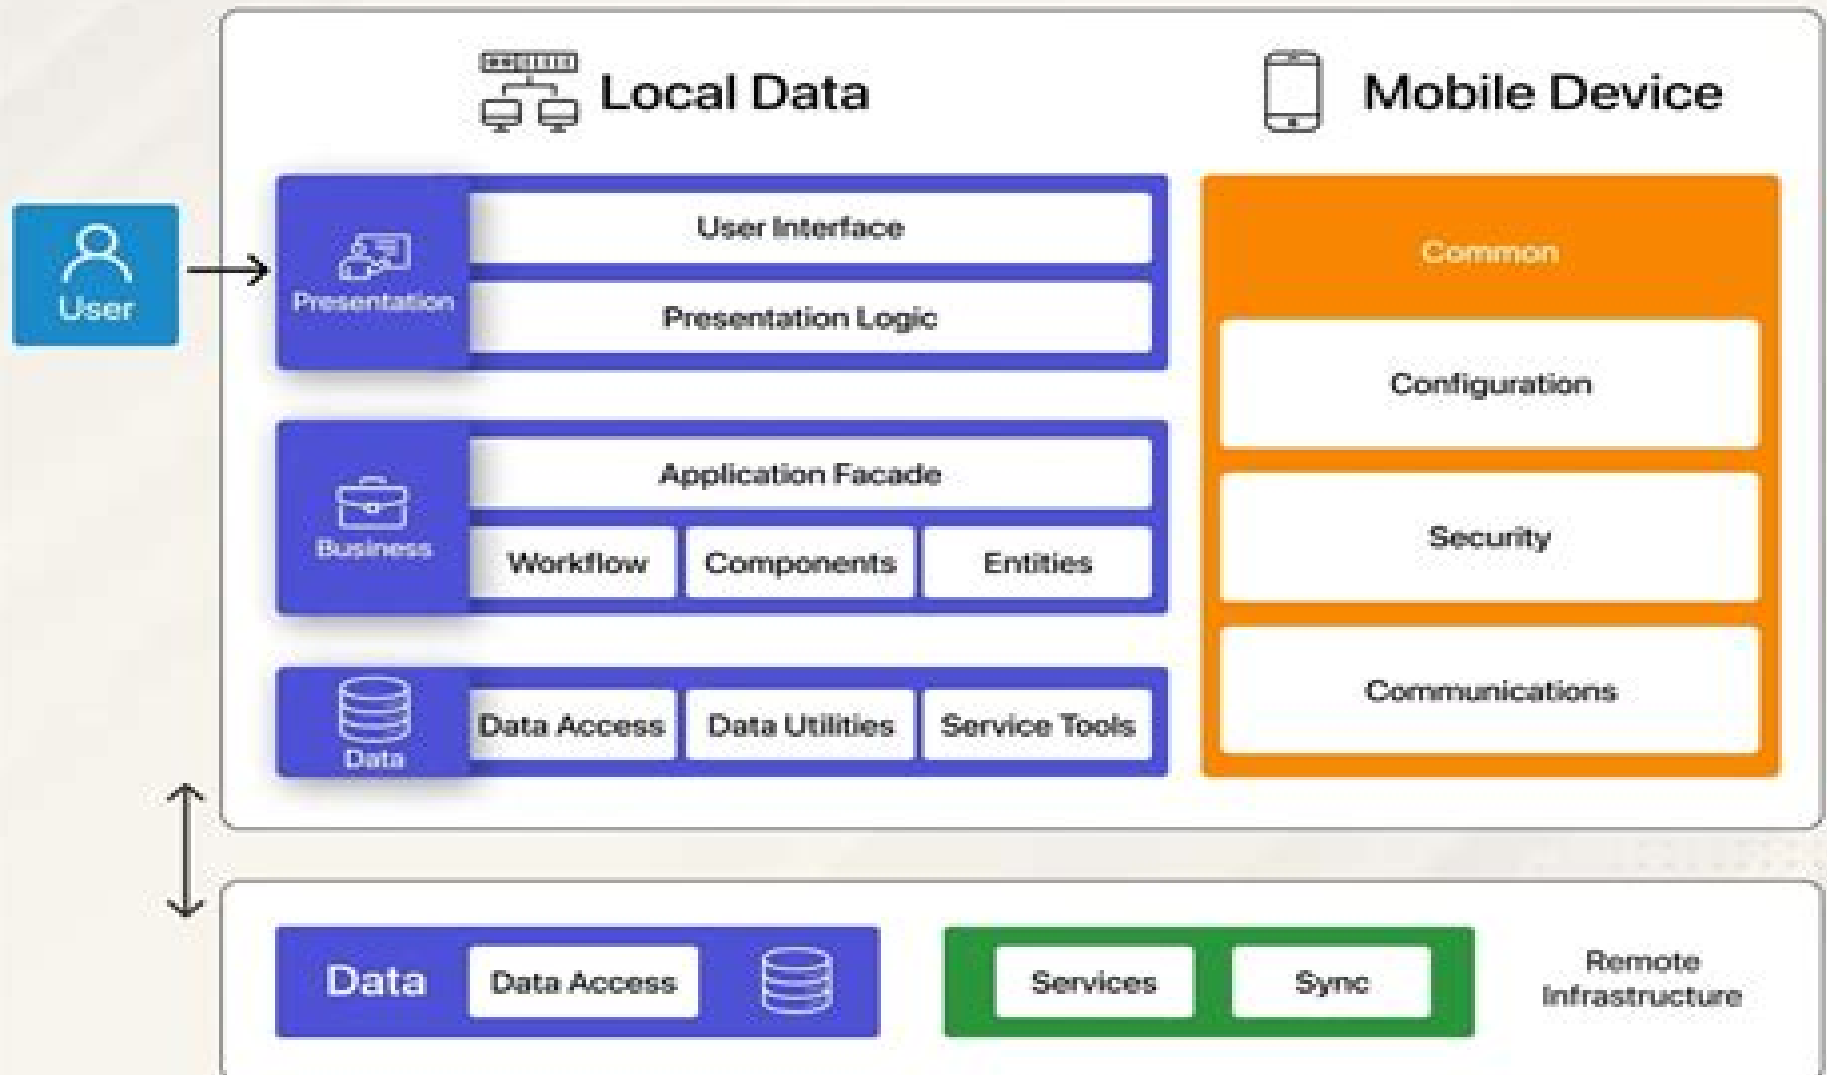 Local Data
Mobile Device
User
Presentation
User Interface
Presentation Logic
Business
Application Facade
Workflow
Components
Entities
Data
Data Access
Data Utilities
Service Tools
Common
Configuration
Security
Communications
Data
Data Access
Services
Sync
Remote
Infrastructure